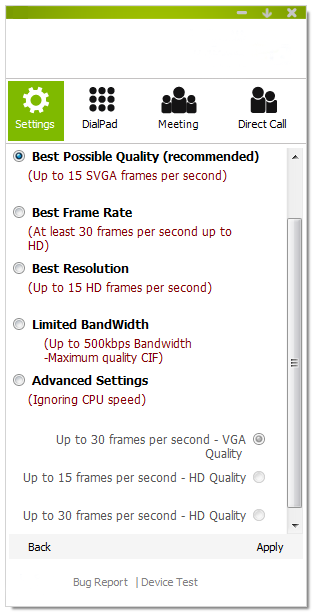 Settings DialPad Meeting Direct Call
Best Possible Quality (recommended)
(Up to 15 SVGA frames per second)
Best Frame Rate
(At least 30 frames per second up to
HD)
Best Resolution
(Up to 15 HD frames per second)
Limited BandWidth
(Up to 500kbps Bandwidth
-Maximum quality CIF)
Advanced Settings
(Ignoring CPU speed)
Up to 30 frames per second - VGA
Quality
Up to 15 frames per second - HD Quality
Up to 30 frames per second - HD Quality
Back Apply
Bug Report | Device Test